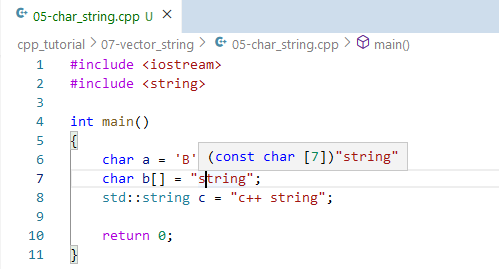 05-char_string.cpp U ×
cpp_tutorial > 07-vector_string > 05-char_string.cpp > main()
1 #include <iostream>
2 #include <string>
3
4 int main()
5 {
6 char a = 'B'
(const char [7])"string"
7 char b[] = "string";
8 std::string c = "c++ string";
9
10 return 0;
11 }